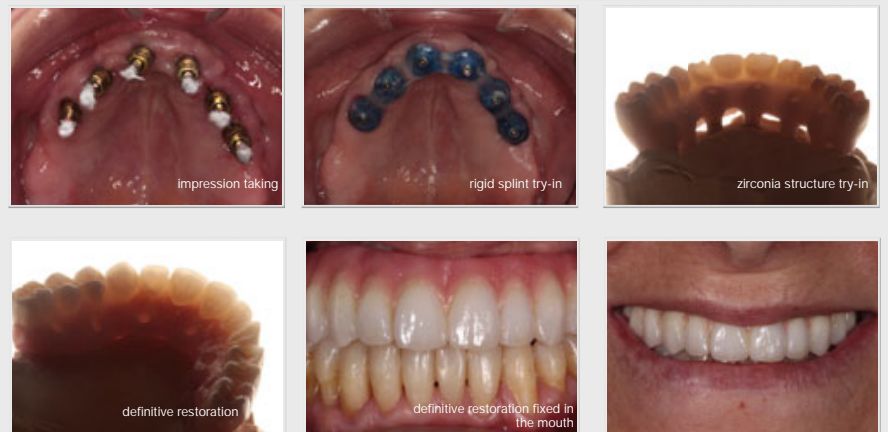 impression taking
rigid splint try-in
zirconia structure try-in
definitive restoration
definitive restoration fixed in
the mouth